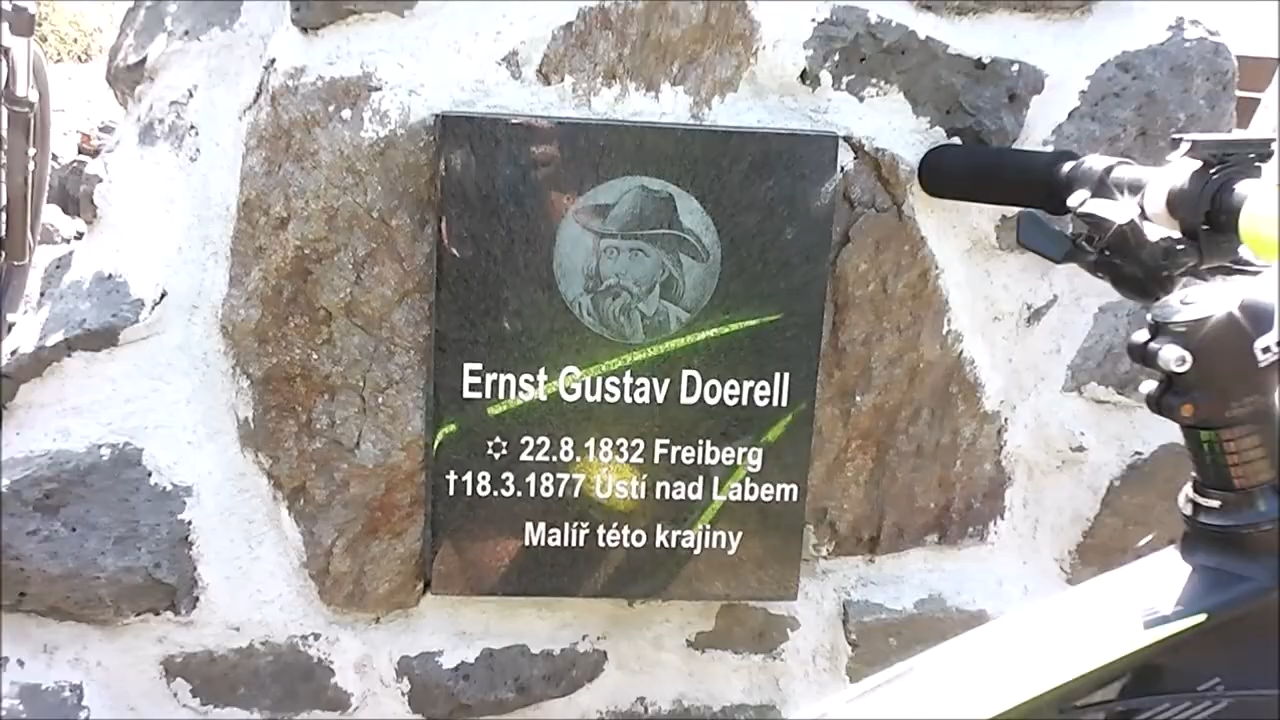 Ernst Gustav Doerell
✡ 22.8.1832 Freiberg
†18.3.1877 Ústí nad Labem
Malíř této krajiny